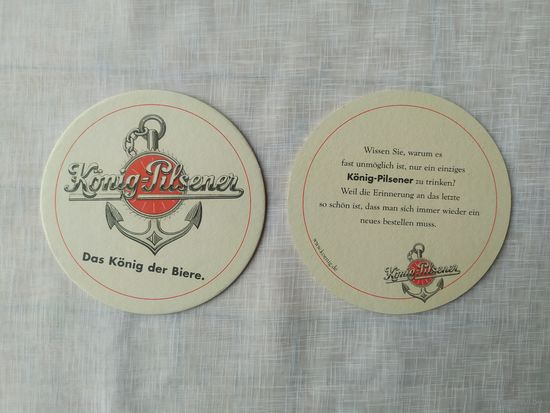 König-Pilsener
Das König der Biere.
Wissen Sie, warum es
fast unmöglich ist, nur ein einziges
König-Pilsener zu trinken?
Weil die Erinnerung an das letzte
so schön ist, dass man sich immer wieder ein
neues bestellen muss.
www.koenig.de
König-Pilsener